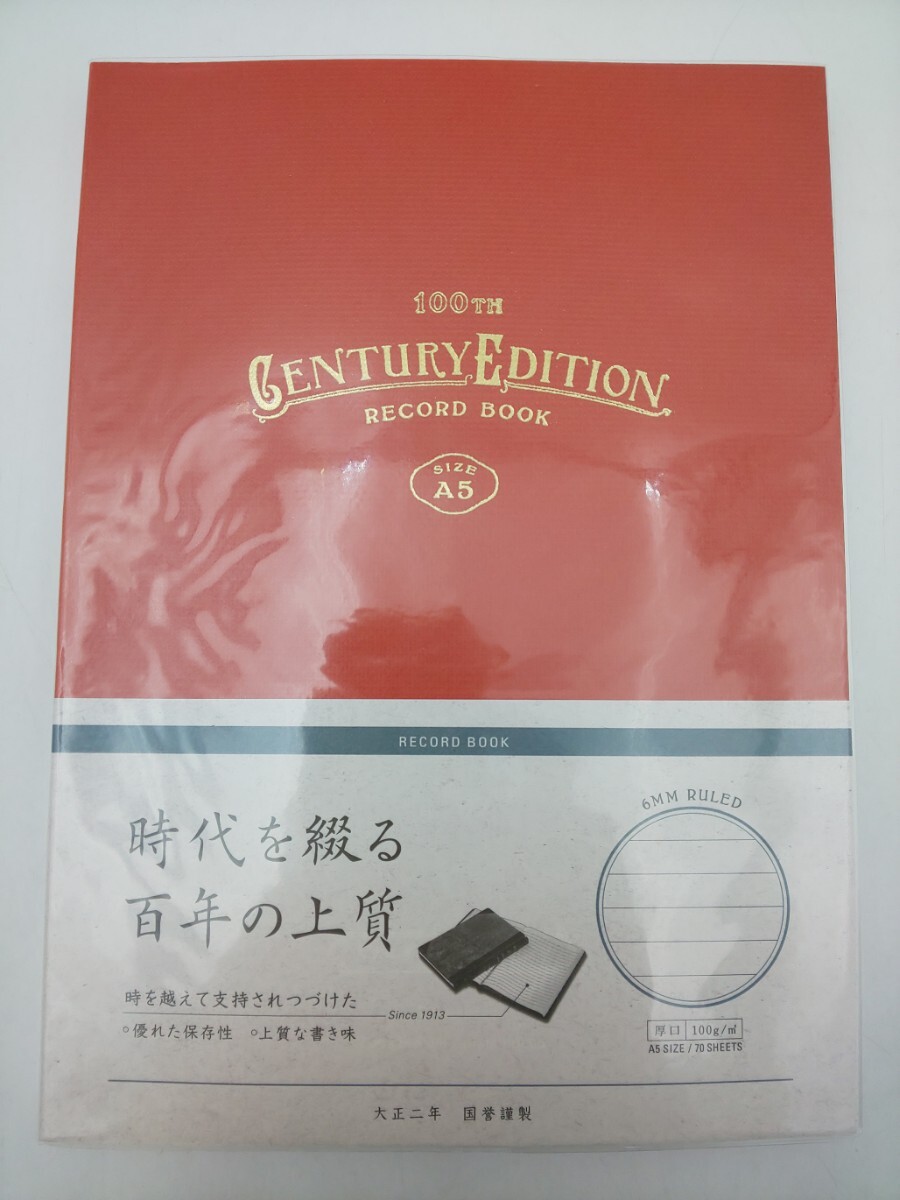 100TH
CENTURY EDITION
RECORD BOOK
SIZE
A5
RECORD BOOK
時代を綴る
百年の上質
時を越えて支持されつづけた
Since 1913
○優れた保存性 ○上質な書き味
6MM RULED
厚口 100g/㎡
A5 SIZE / 70 SHEETS
大正二年 国誉謹製